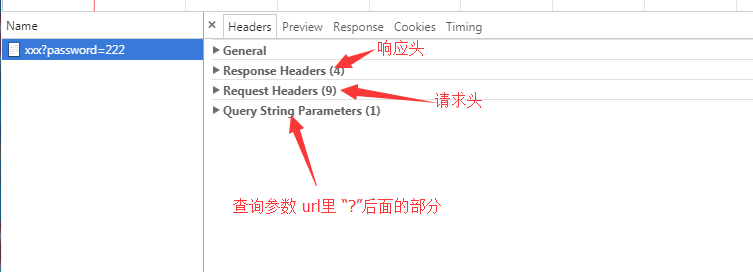 Name
× Headers Preview Response Cookies Timing
xxx?password=222
General
响应头
Response Headers (4)
Request Headers (9)
请求头
Query String Parameters (1)
查询参数 url里 “?”后面的部分